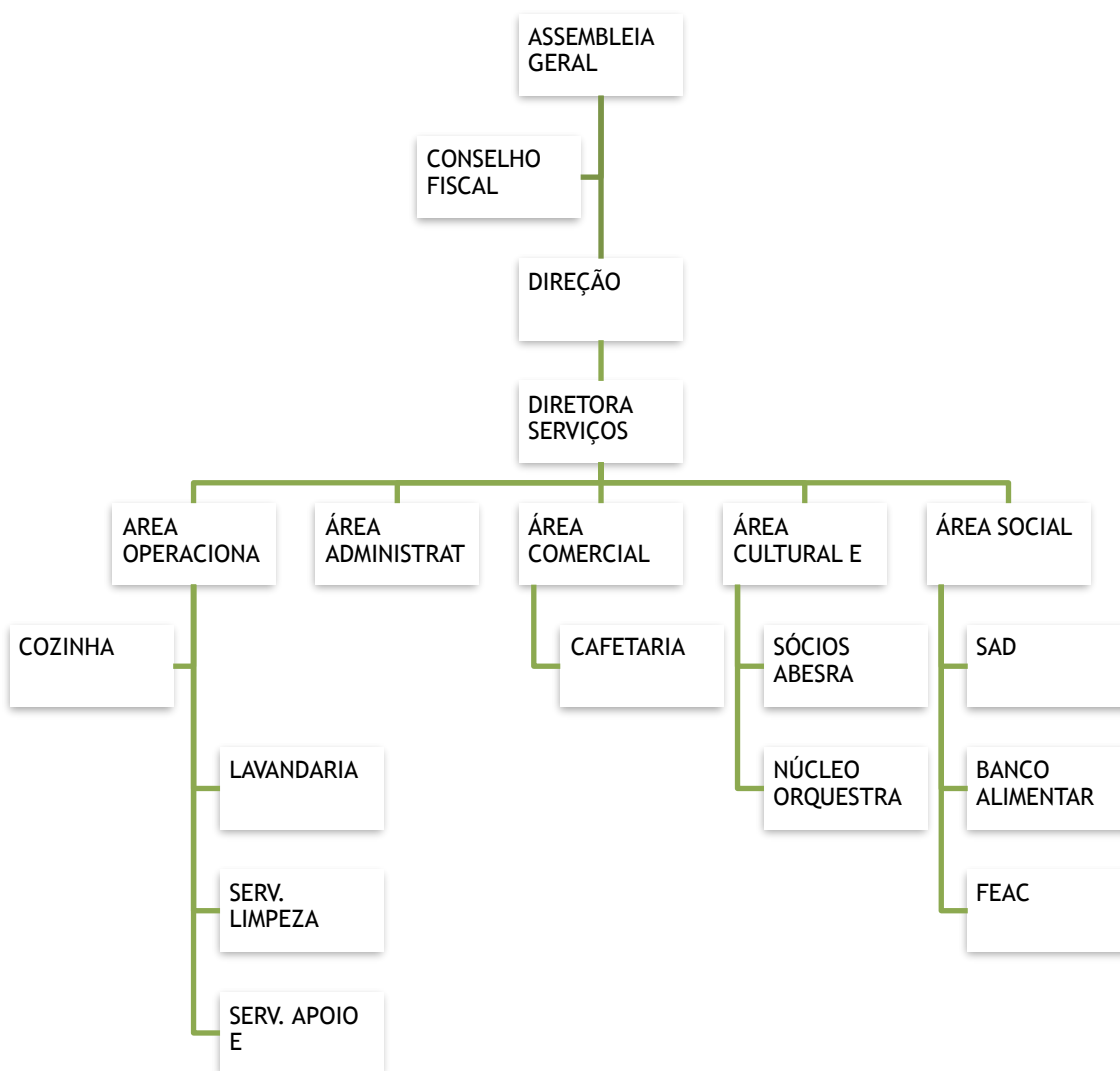 ASSEMBLEIA
GERAL
CONSELHO
FISCAL
DIREÇÃO
DIRETORA
SERVIÇOS
AREA
OPERACIONA
ÁREA
ADMINISTRAT
ÁREA
COMERCIAL
ÁREA
CULTURAL E
ÁREA SOCIAL
COZINHA
LAVANDARIA
SERV.
LIMPEZA
SERV. APOIO
E
CAFETARIA
SÓCIOS
ABESRA
NÚCLEO
ORQUESTRA
SAD
BANCO
ALIMENTAR
FEAC